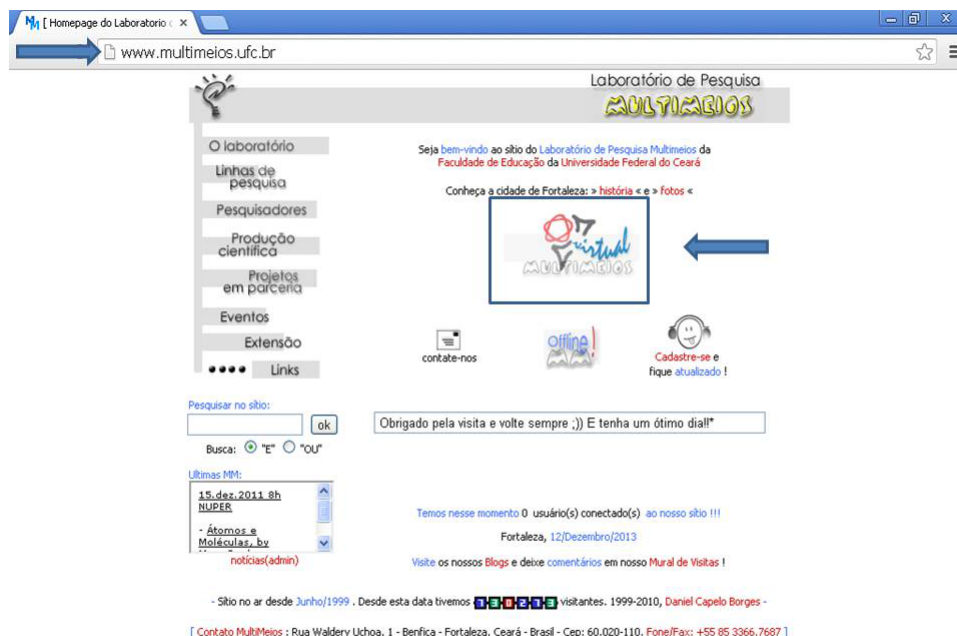 [ Homepage do Laboratorio
www.multimeios.ufc.br
Laboratório de Pesquisa
MULTIMEIOS
O laboratório
Linhas de
pesquisa
Pesquisadores
Produção
científica
Projetos
em parceria
Eventos
Extensão
Links
Seja bem-vindo ao sítio do Laboratório de Pesquisa Multimeios da
Faculdade de Educação da Universidade Federal do Ceará
Conheça a cidade de Fortaleza: » história « e » fotos «
virtual
MULTIMEIOS
contate-nos
offline!
Cadastre-se e
fique atualizado !
Pesquisar no sítio:
ok
Busca: "E" "OU"
Obrigado pela visita e volte sempre ;)) E tenha um ótimo dia!!*
Ultimas MM:
15.dez.2011 8h
NUPER
- Átomos e
Moléculas, by
notícias(admin)
Temos nesse momento 0 usuário(s) conectado(s) ao nosso sítio !!!
Fortaleza, 12/Dezembro/2013
Visite os nossos Blogs e deixe comentários em nosso Mural de Visitas !
- Sítio no ar desde Junho/1999 . Desde esta data tivemos visitantes. 1999-2010, Daniel Capelo Borges -
[ Contato MultiMeios : Rua Waldery Uchoa, 1 - Benfica - Fortaleza, Ceará - Brasil - Cep: 60.020-110, Fone/Fax: +55 85 3366.7687 ]